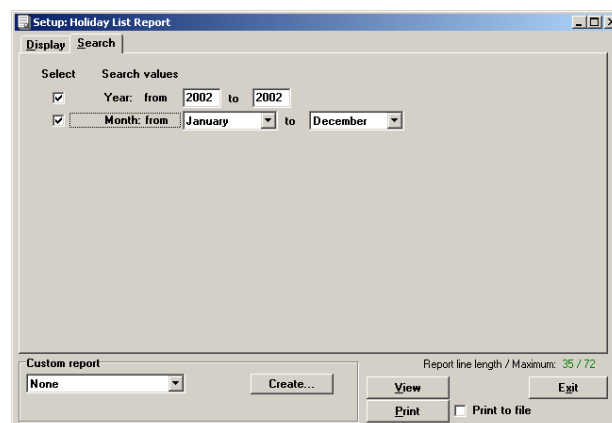 Setup: Holiday List Report
Display Search
Select Search values
Year: from 2002 to 2002
Month: from January to December
Custom report
Report line length / Maximum: 35 / 72
None Create... View Exit
Print Print to file